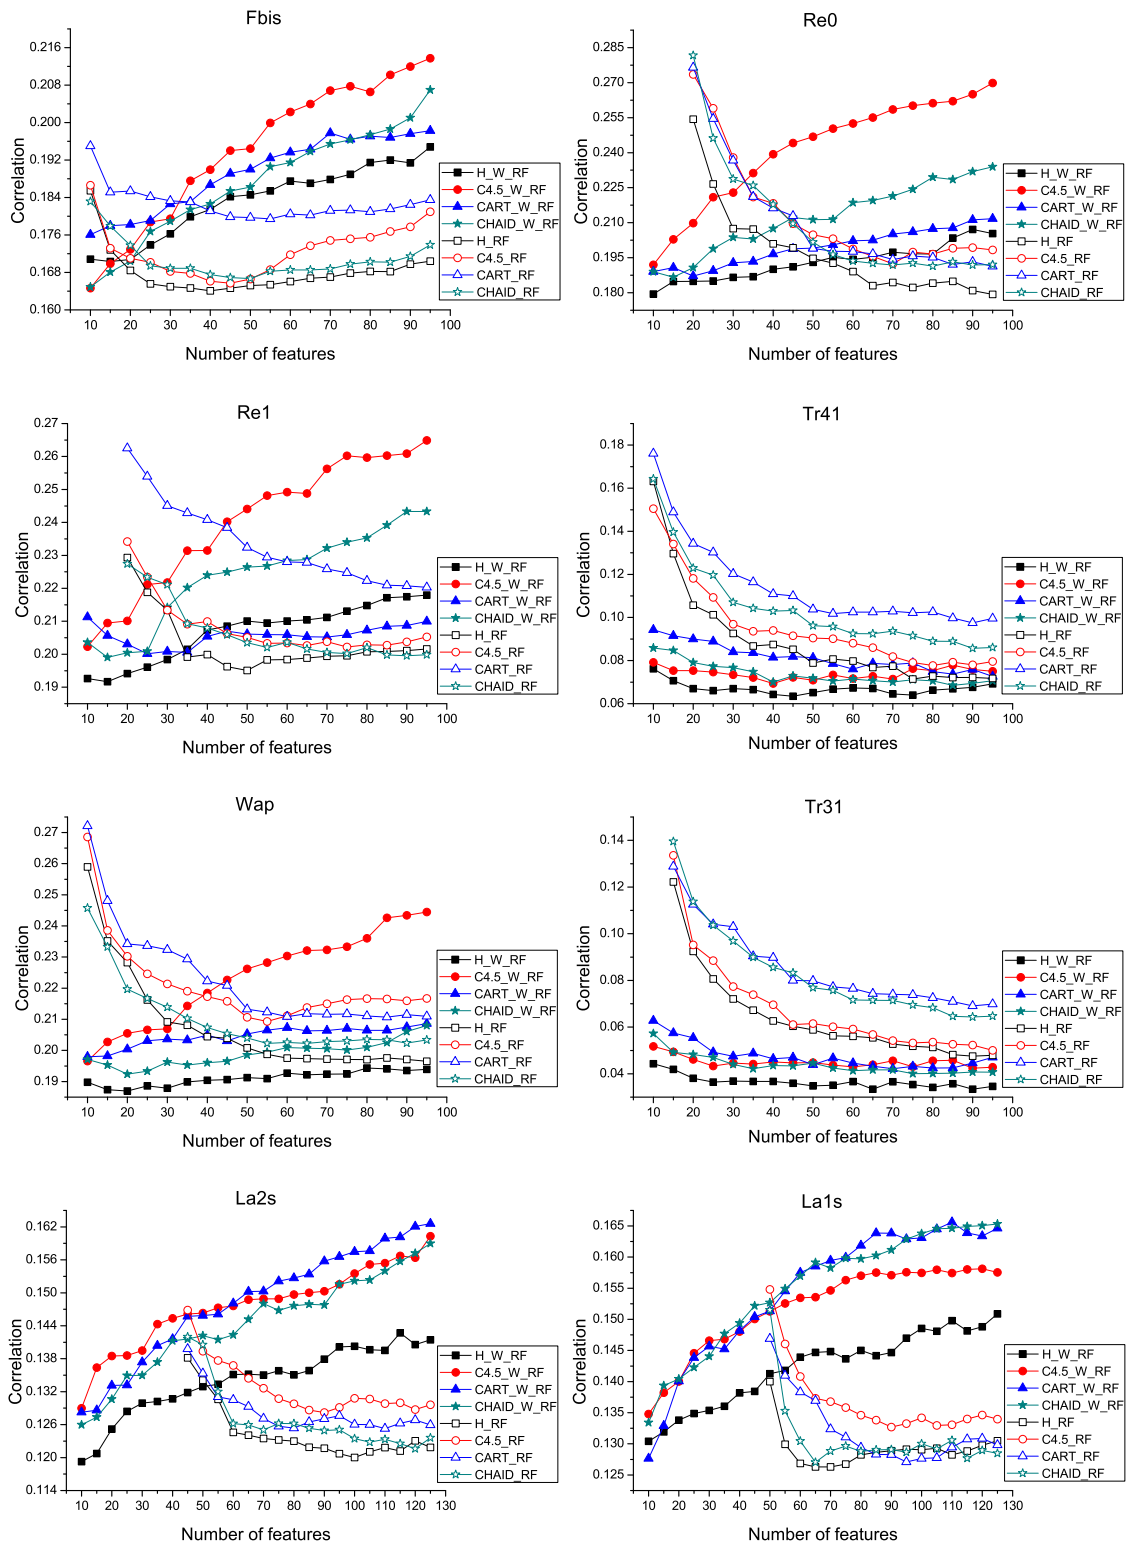 Fbis
Correlation
0.216
0.208
0.200
0.192
0.184
0.176
0.168
0.160
10 20 30 40 50 60 70 80 90 100
Number of features
H_W_RF
C4.5_W_RF
CART_W_RF
CHAID_W_RF
H_RF
C4.5_RF
CART_RF
CHAID_RF
Re0
Correlation
0.285
0.270
0.255
0.240
0.225
0.210
0.195
0.180
10 20 30 40 50 60 70 80 90 100
Number of features
H_W_RF
C4.5_W_RF
CART_W_RF
CHAID_W_RF
H_RF
C4.5_RF
CART_RF
CHAID_RF
Re1
Correlation
0.27
0.26
0.25
0.24
0.23
0.22
0.21
0.20
0.19
10 20 30 40 50 60 70 80 90 100
Number of features
H_W_RF
C4.5_W_RF
CART_W_RF
CHAID_W_RF
H_RF
C4.5_RF
CART_RF
CHAID_RF
Tr41
Correlation
0.18
0.16
0.14
0.12
0.10
0.08
0.06
10 20 30 40 50 60 70 80 90 100
Number of features
H_W_RF
C4.5_W_RF
CART_W_RF
CHAID_W_RF
H_RF
C4.5_RF
CART_RF
CHAID_RF
Wap
Correlation
0.27
0.26
0.25
0.24
0.23
0.22
0.21
0.20
0.19
10 20 30 40 50 60 70 80 90 100
Number of features
H_W_RF
C4.5_W_RF
CART_W_RF
CHAID_W_RF
H_RF
C4.5_RF
CART_RF
CHAID_RF
Tr31
Correlation
0.14
0.12
0.10
0.08
0.06
0.04
10 20 30 40 50 60 70 80 90 100
Number of features
H_W_RF
C4.5_W_RF
CART_W_RF
CHAID_W_RF
H_RF
C4.5_RF
CART_RF
CHAID_RF
La2s
Correlation
0.162
0.156
0.150
0.144
0.138
0.132
0.126
0.120
0.114
10 20 30 40 50 60 70 80 90 100 110 120 130
Number of features
H_W_RF
C4.5_W_RF
CART_W_RF
CHAID_W_RF
H_RF
C4.5_RF
CART_RF
CHAID_RF
La1s
Correlation
0.165
0.160
0.155
0.150
0.145
0.140
0.135
0.130
0.125
10 20 30 40 50 60 70 80 90 100 110 120 130
Number of features
H_W_RF
C4.5_W_RF
CART_W_RF
CHAID_W_RF
H_RF
C4.5_RF
CART_RF
CHAID_RF